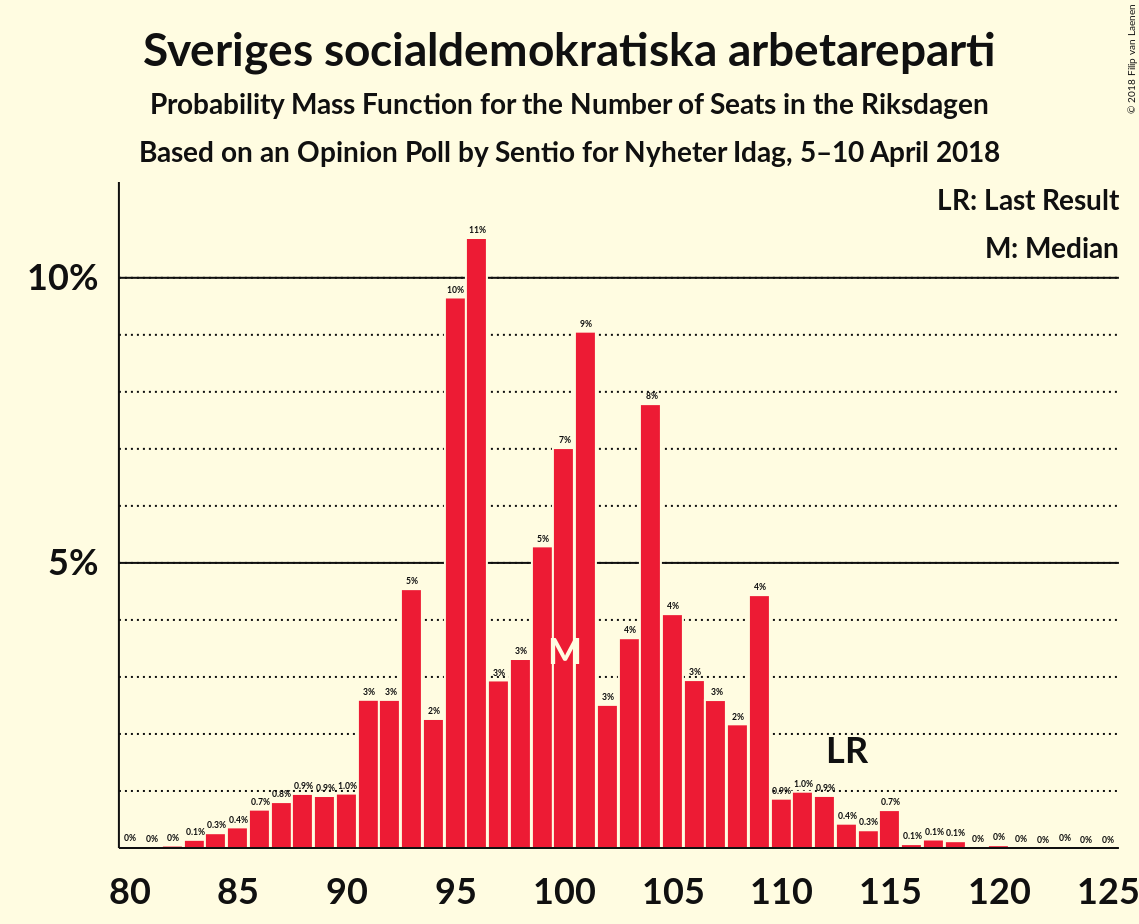 Sveriges socialdemokratiska arbetareparti
Probability Mass Function for the Number of Seats in the Riksdagen
Based on an Opinion Poll by Sentio for Nyheter Idag, 5–10 April 2018
© 2018 Filip van Laenen
LR: Last Result
M: Median
10%
5%
0% 0% 0% 0.1% 0.3% 0.4% 0.7% 0.8% 0.9% 0.9% 1.0% 3% 3% 5% 2% 10% 11% 3% 3% 5% 7% 9% 3% 4% 8% 4% 3% 3% 2% 4% 0.9% 1.0% 0.9% 0.4% 0.3% 0.7% 0.1% 0.1% 0.1% 0% 0% 0% 0% 0% 0% 0%
M
LR
80 85 90 95 100 105 110 115 120 125